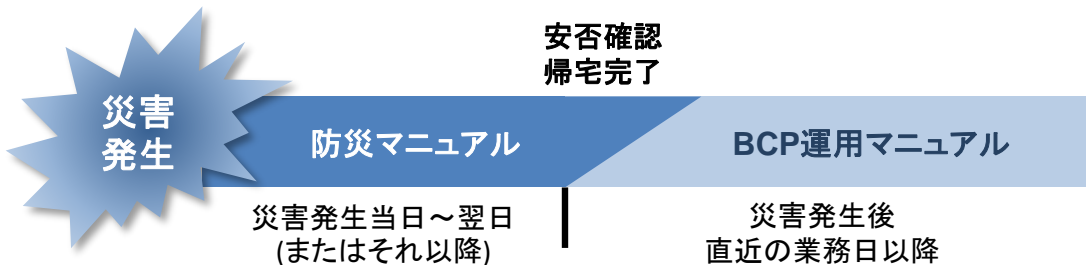 災害
発生
安否確認
帰宅完了
防災マニュアル
BCP運用マニュアル
災害発生当日～翌日
(またはそれ以降)
災害発生後
直近の業務日以降